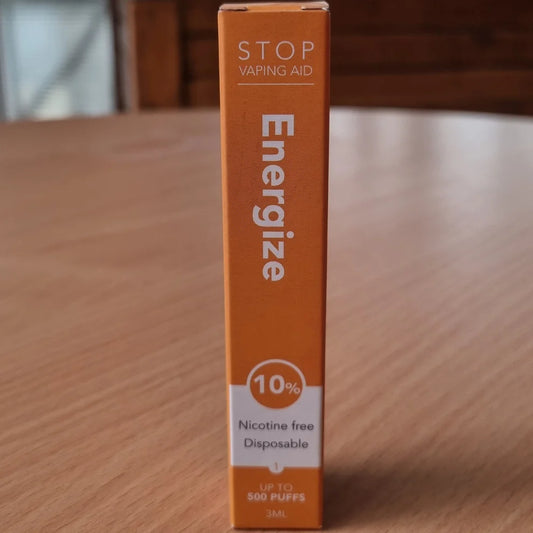 STOP
VAPING AID
Energize
10%
Nicotine free
Disposable
1
UP TO
500 PUFFS
3ML